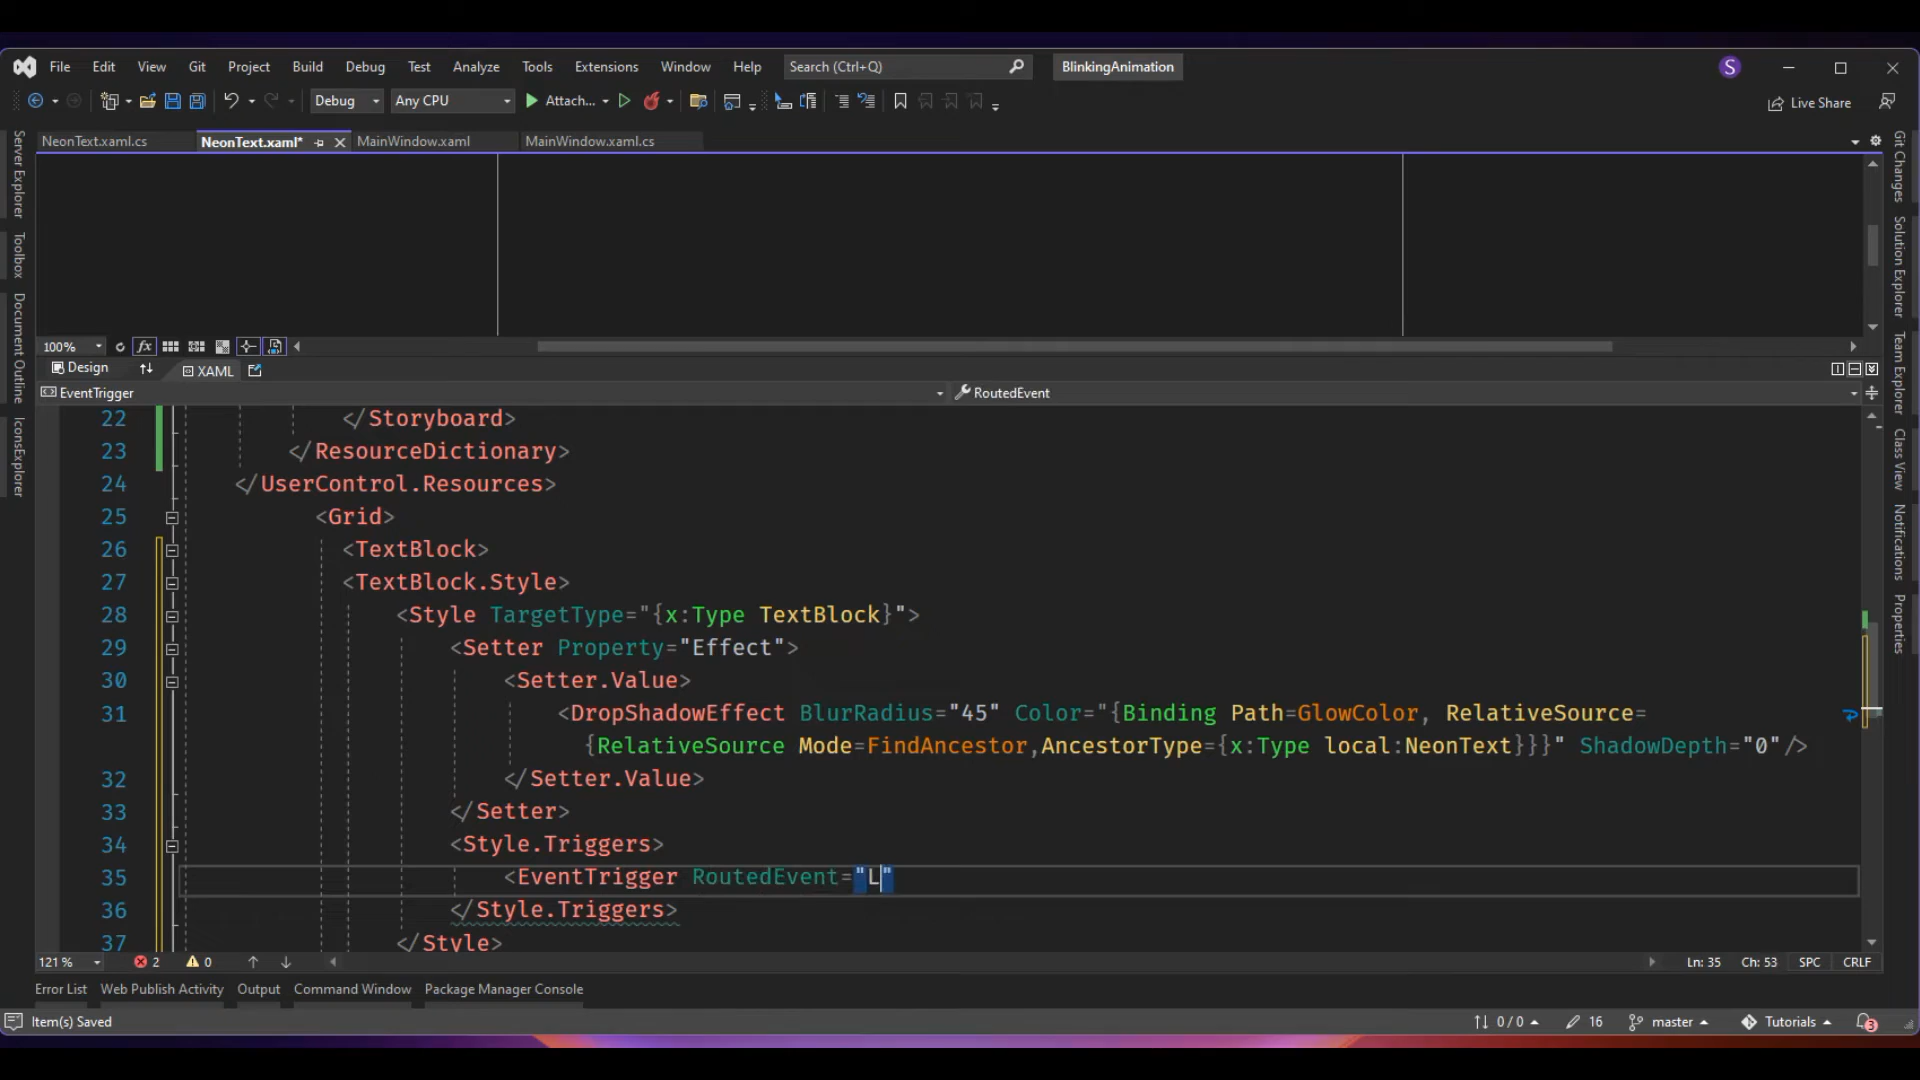 File Edit View Git Project Build Debug Test Analyze Tools Extensions Window Help Search (Ctrl+Q) BlinkingAnimation S
Debug Any CPU Attach... Live Share
NeonText.xaml.cs NeonText.xaml* MainWindow.xaml MainWindow.xaml.cs
Server Explorer
Toolbox
Document Outline
IconsExplorer
Git Changes
Solution Explorer
Team Explorer
Class View
Notifications
Properties
100% fx
Design XAML
EventTrigger RoutedEvent
22 </Storyboard>
23 </ResourceDictionary>
24 </UserControl.Resources>
25 <Grid>
26 <TextBlock>
27 <TextBlock.Style>
28 <Style TargetType="{x:Type TextBlock}">
29 <Setter Property="Effect">
30 <Setter.Value>
31 <DropShadowEffect BlurRadius="45" Color="{Binding Path=GlowColor, RelativeSource=
{RelativeSource Mode=FindAncestor,AncestorType={x:Type local:NeonText}}}" ShadowDepth="0"/>
32 </Setter.Value>
33 </Setter>
34 <Style.Triggers>
35 <EventTrigger RoutedEvent="L"
36 </Style.Triggers>
37 </Style>
121 % 2 0 Ln: 35 Ch: 53 SPC CRLF
Error List Web Publish Activity Output Command Window Package Manager Console
Item(s) Saved 0 / 0 16 master Tutorials 3